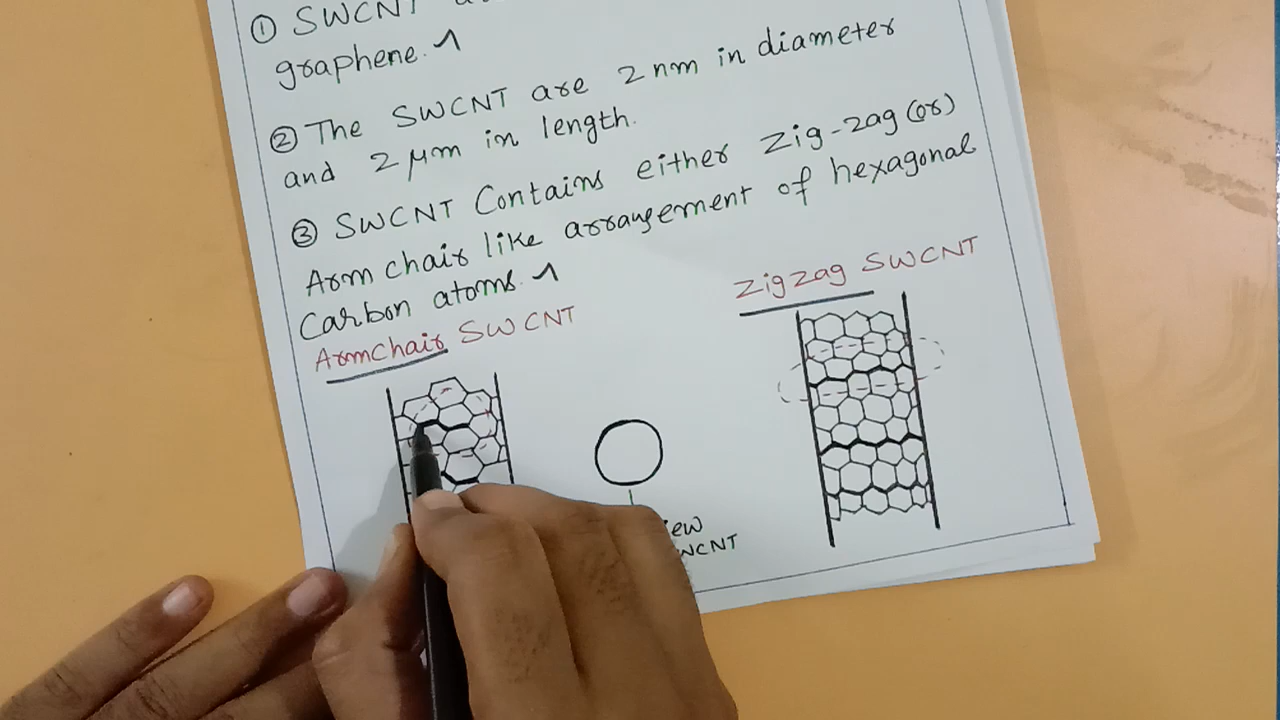 ① SWCNT
graphene.
② The SWCNT are 2 nm in diameter
and 2 μm in length.
③ SWCNT Contains either Zig-zag (or)
Arm chair like arrangement of hexagonal
Carbon atoms.
Armchair SWCNT
Zigzag SWCNT